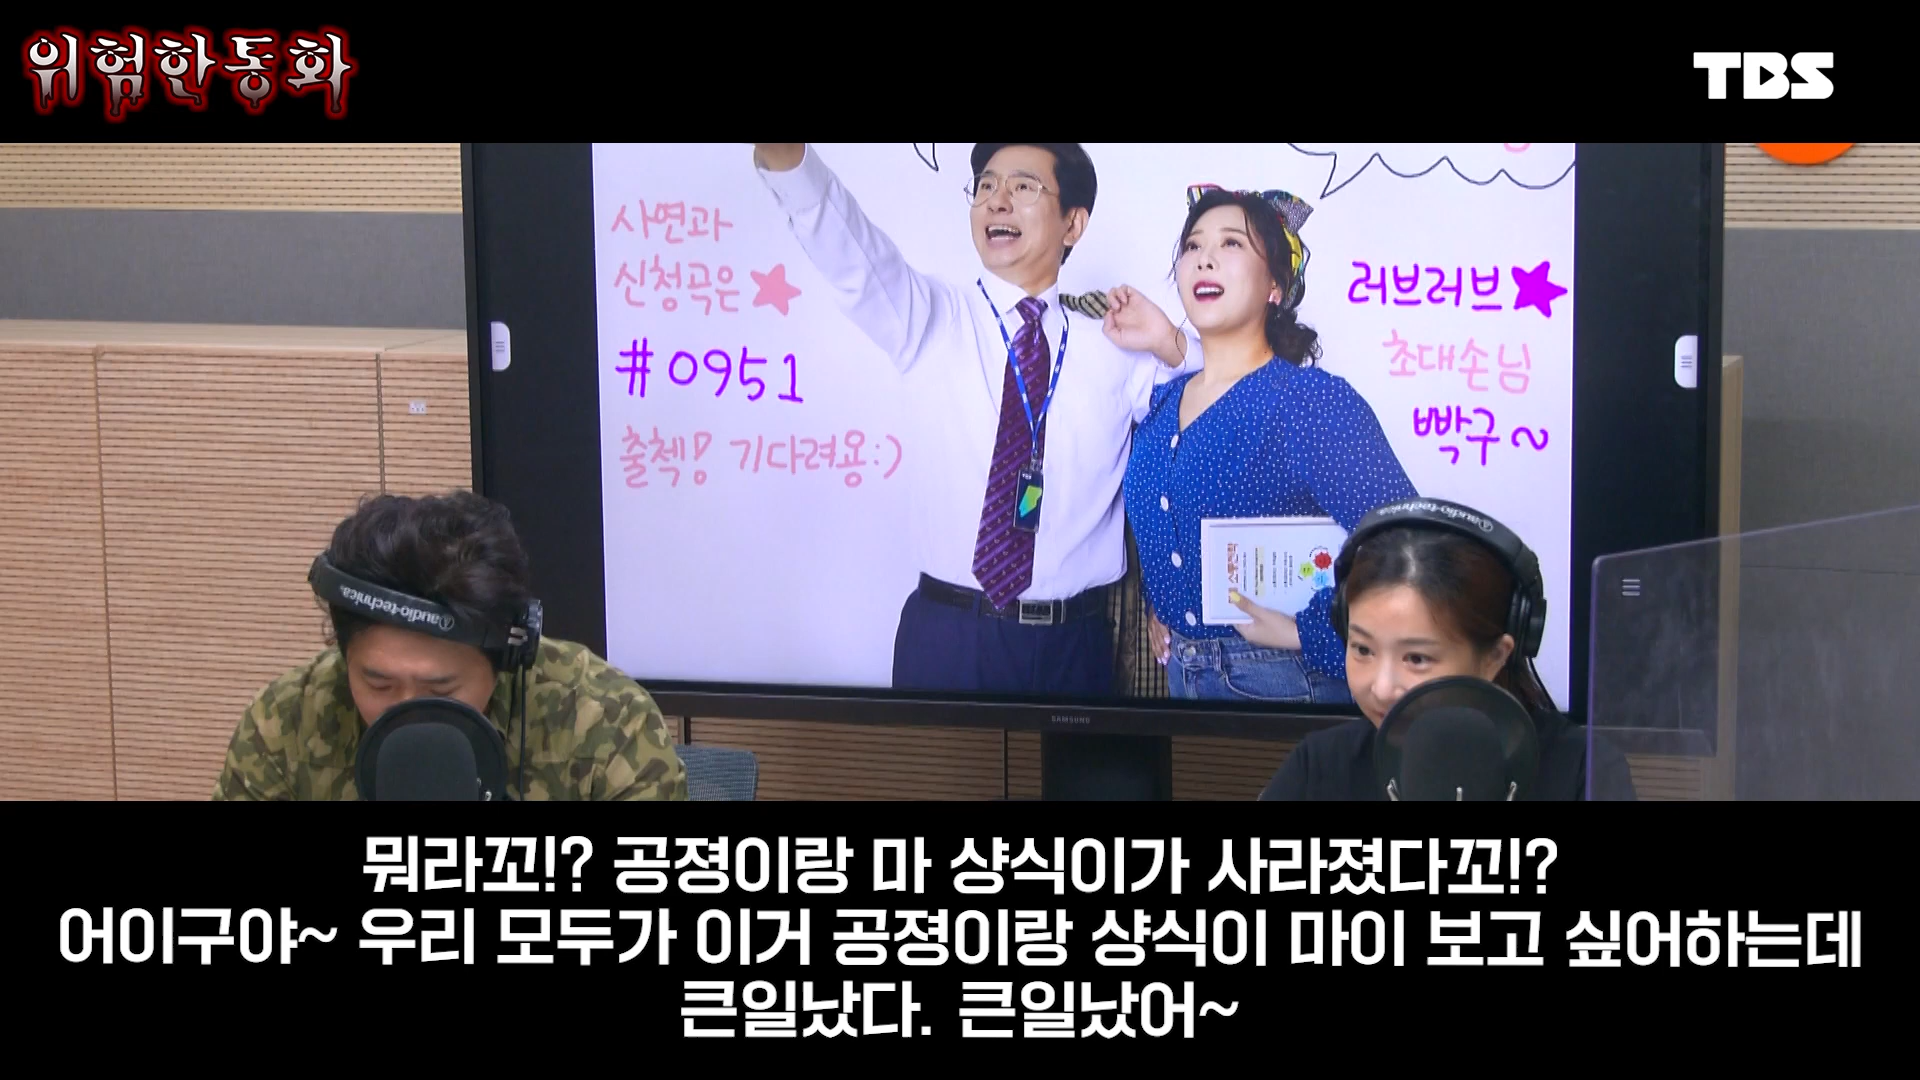 위험한통화
TBS
사연과
신청곡은
#0951
출첵! 기다려용:)
러브러브
초대손님
빡구~
audio-technica.
audio-technica.
SAMSUNG
뭐라꼬!? 공졍이랑 마 샹식이가 사라졌다꼬!?
어이구야~ 우리 모두가 이거 공졍이랑 샹식이 마이 보고 싶어하는데
큰일났다. 큰일났어~